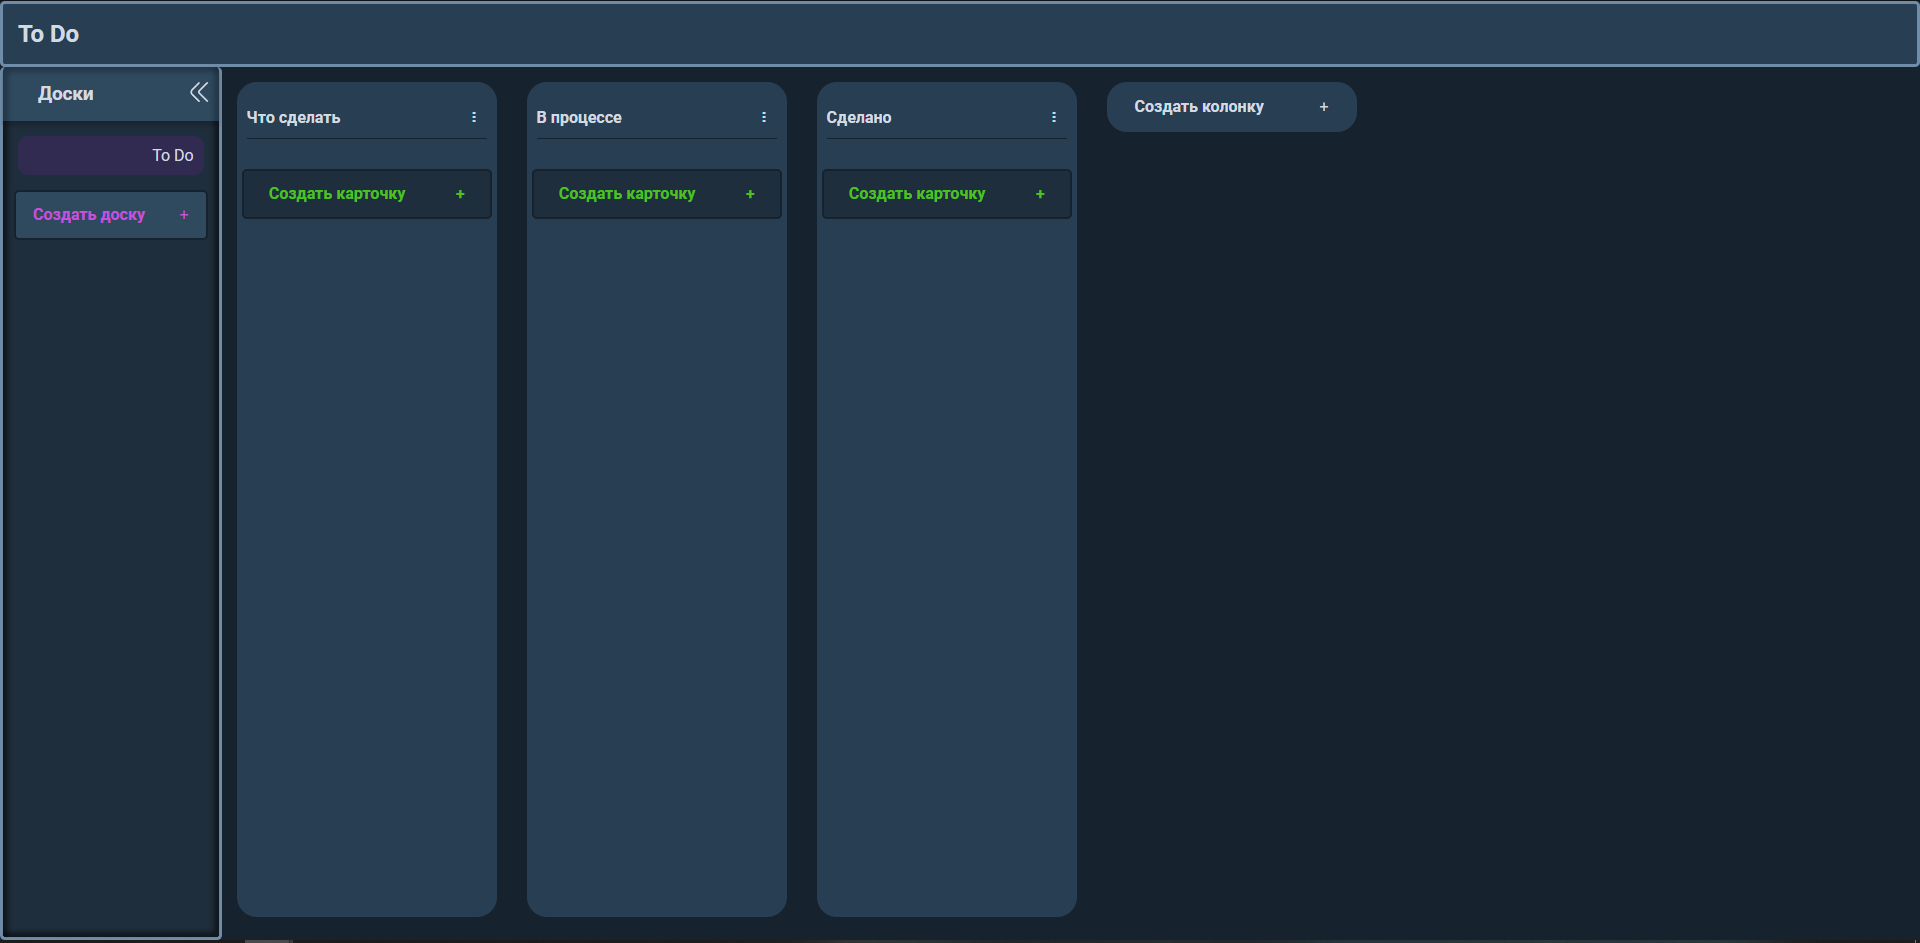 To Do
Доски
To Do
Создать доску +
Что сделать
Создать карточку +
В процессе
Создать карточку +
Сделано
Создать карточку +
Создать колонку +